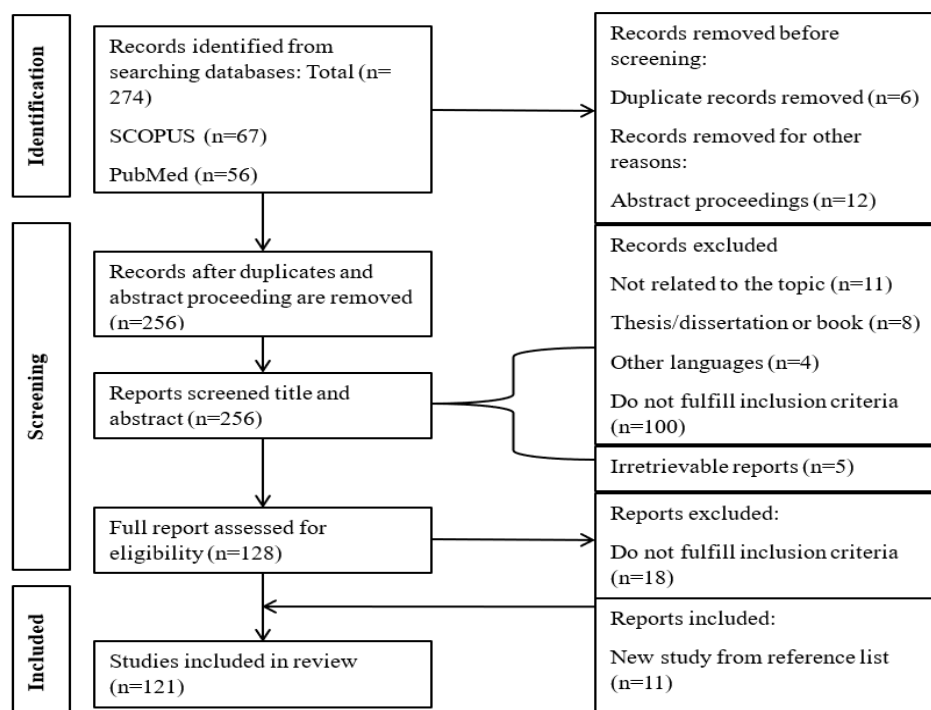 Identification
Records identified from
searching databases: Total (n=
274)
SCOPUS (n=67)
PubMed (n=56)
Records removed before
screening:
Duplicate records removed (n=6)
Records removed for other
reasons:
Abstract proceedings (n=12)
Screening
Records after duplicates and
abstract proceeding are removed
(n=256)
Records excluded
Not related to the topic (n=11)
Thesis/dissertation or book (n=8)
Other languages (n=4)
Do not fulfill inclusion criteria
(n=100)
Reports screened title and
abstract (n=256)
Irretrievable reports (n=5)
Full report assessed for
eligibility (n=128)
Reports excluded:
Do not fulfill inclusion criteria
(n=18)
Included
Studies included in review
(n=121)
Reports included:
New study from reference list
(n=11)